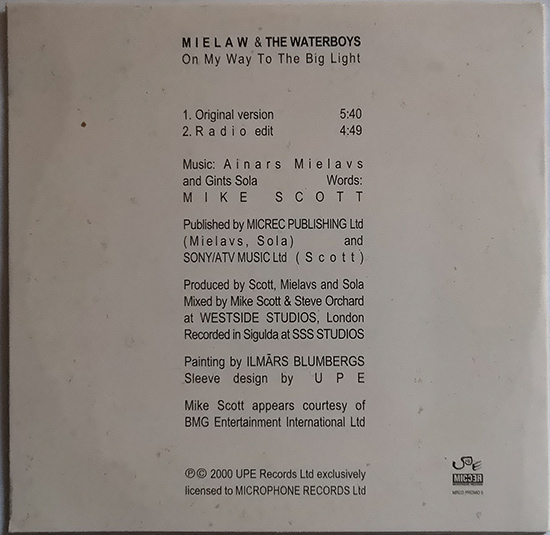 MIELAW & THE WATERBOYS
On My Way To The Big Light
1. Original version 5:40
2. Radio edit 4:49
Music: Ainars Mielavs
and Gints Sola Words:
MIKE SCOTT
Published by MICREC PUBLISHING Ltd
(Mielavs, Sola) and
SONY/ATV MUSIC Ltd (Scott)
Produced by Scott, Mielavs and Sola
Mixed by Mike Scott & Steve Orchard
at WESTSIDE STUDIOS, London
Recorded in Sigulda at SSS STUDIOS
Painting by ILMĀRS BLUMBERGS
Sleeve design by UPE
Mike Scott appears courtesy of
BMG Entertainment International Ltd
℗© 2000 UPE Records Ltd exclusively
licensed to MICROPHONE RECORDS Ltd
UPE